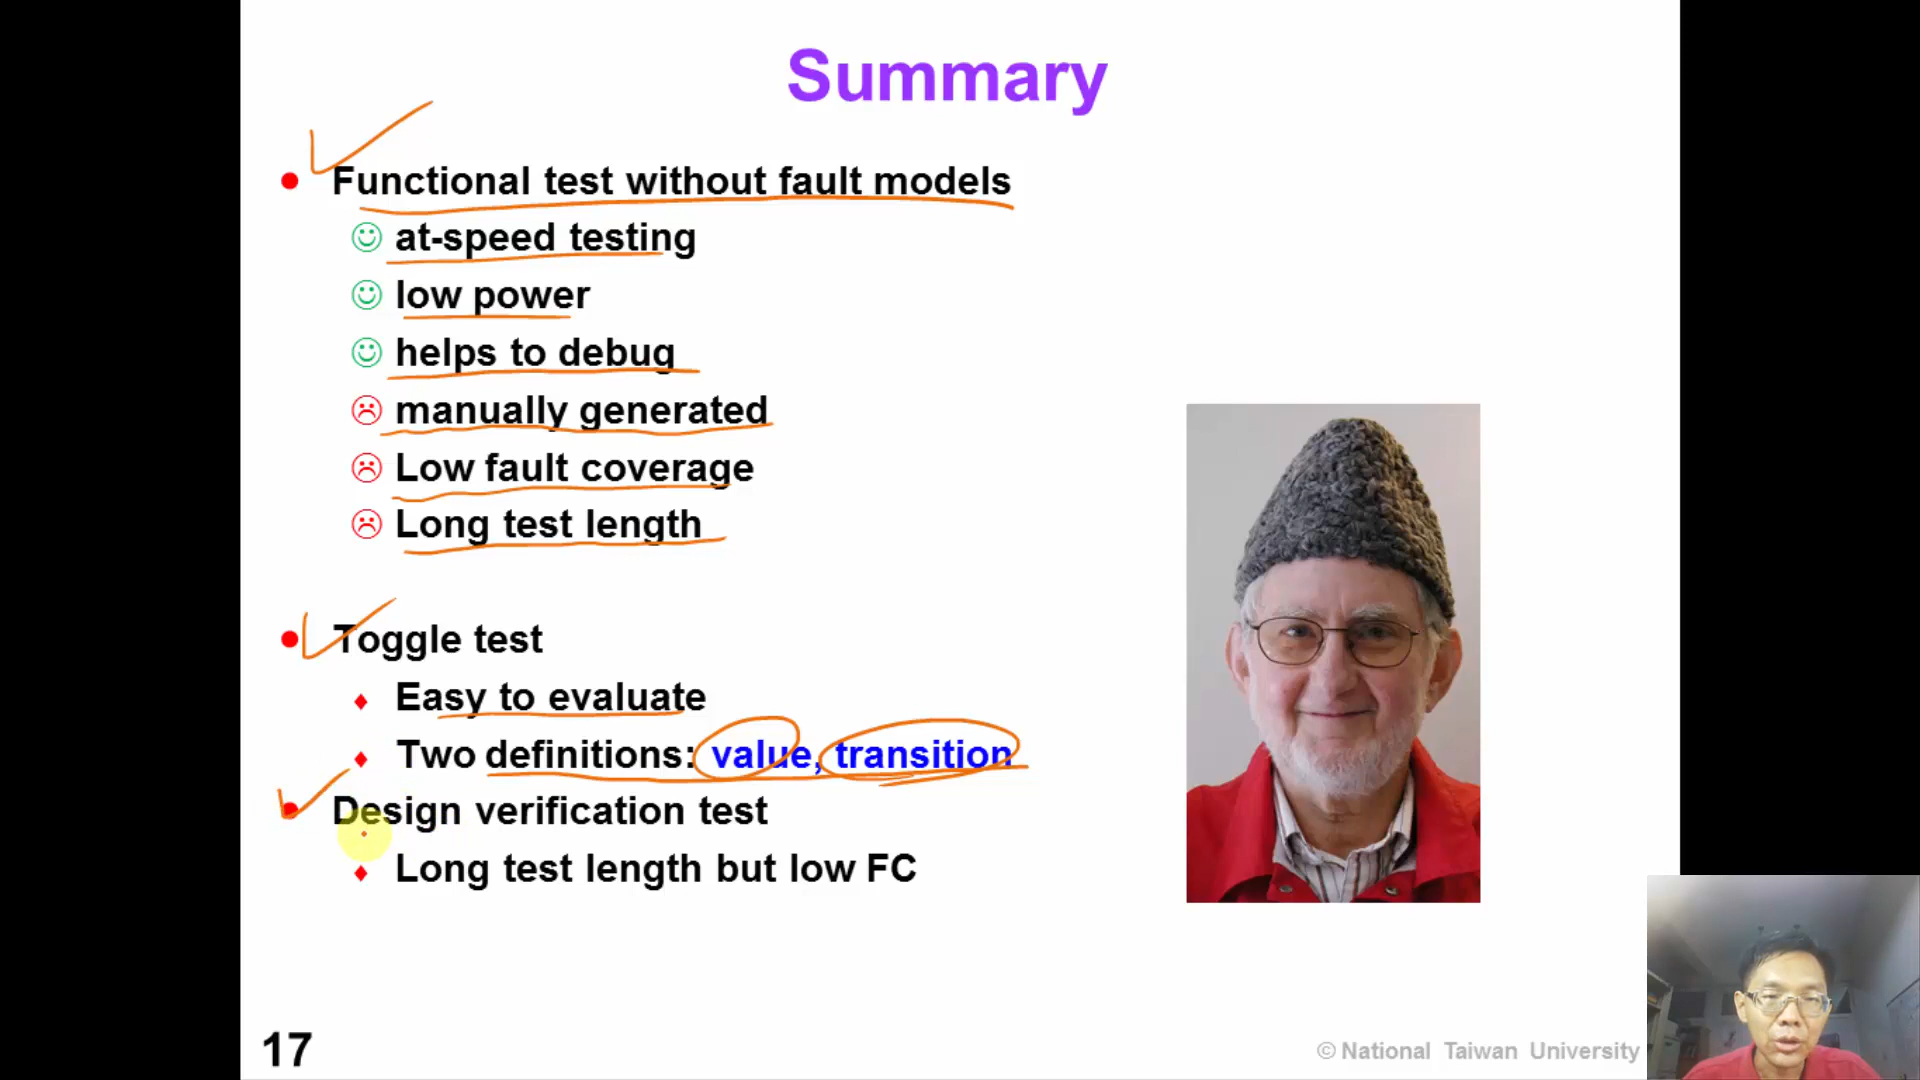 Summary
Functional test without fault models
at-speed testing
low power
helps to debug
manually generated
Low fault coverage
Long test length
Toggle test
Easy to evaluate
Two definitions: value, transition
Design verification test
Long test length but low FC
17
© National Taiwan University